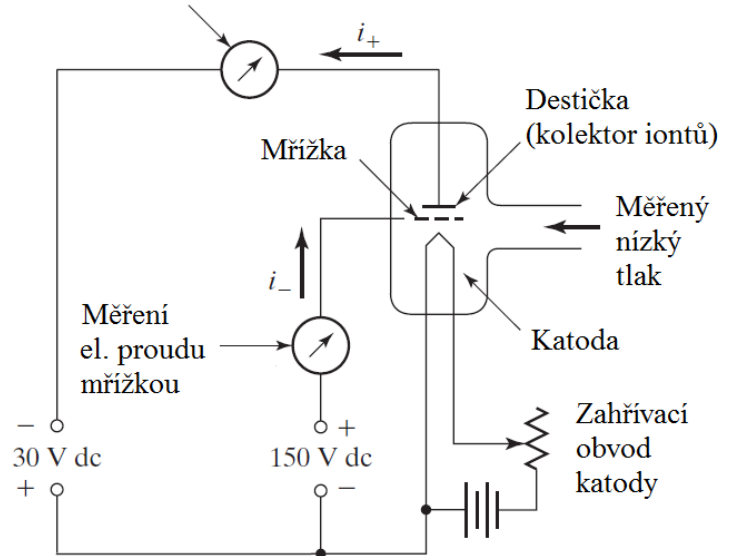 i₊
Destička
(kolektor iontů)
Mřížka
Měřený
nízký
tlak
i₋
Měření
el. proudu
mřížkou
Katoda
− +
30 V dc 150 V dc
+ −
Zahřívací
obvod
katody